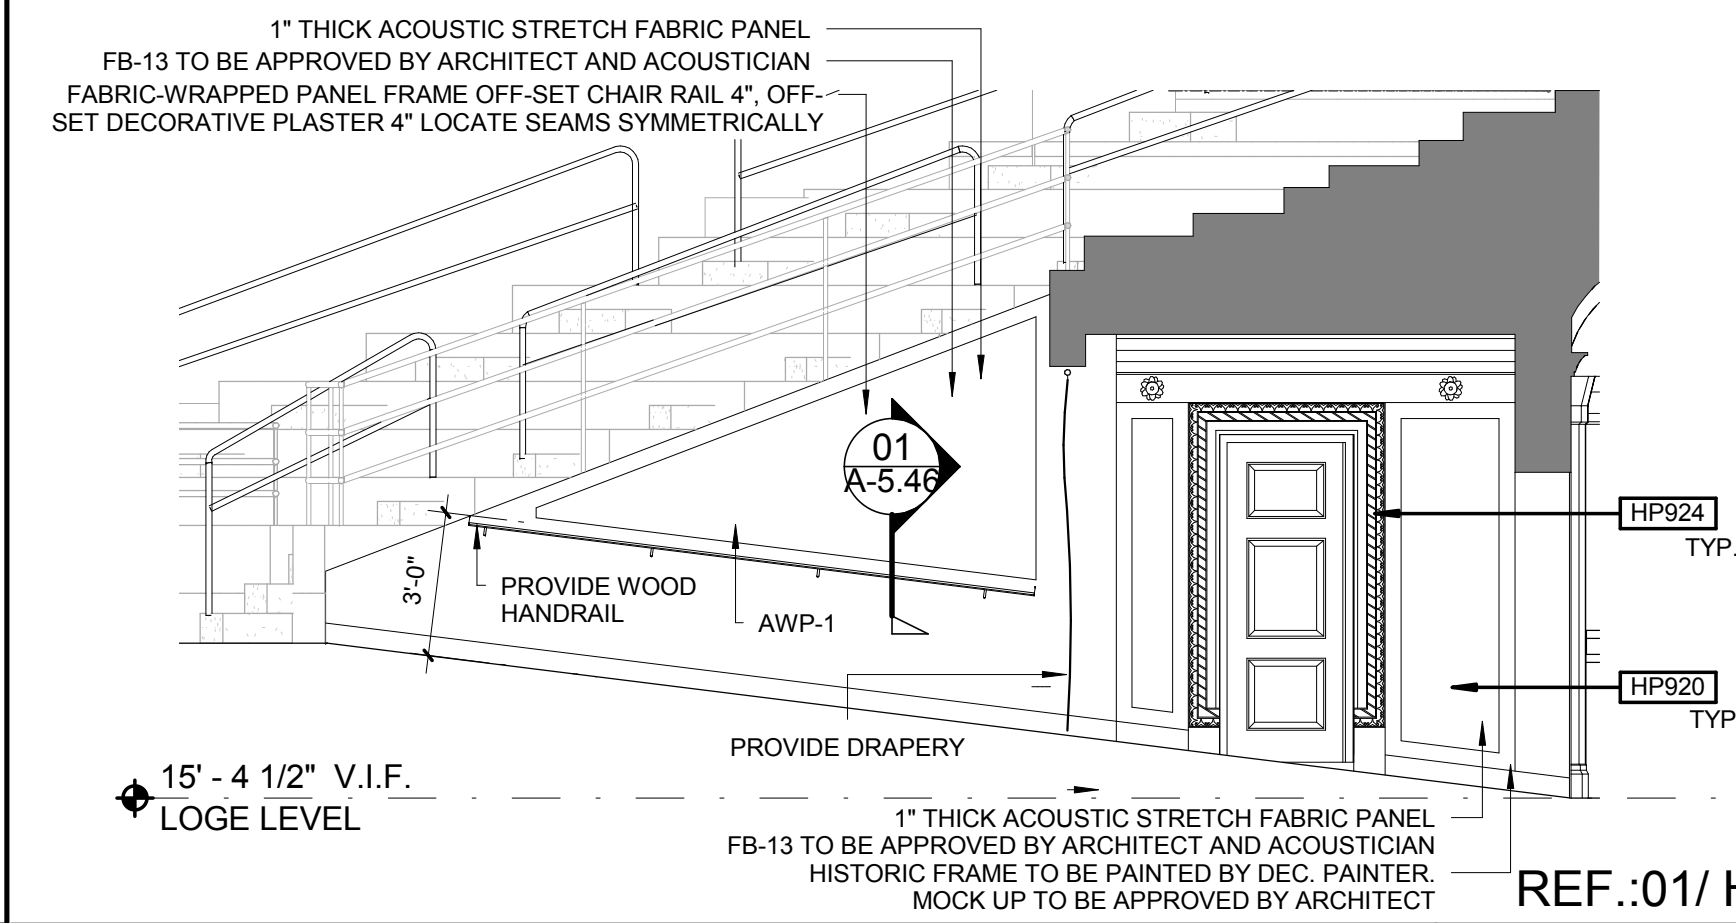 1" THICK ACOUSTIC STRETCH FABRIC PANEL
FB-13 TO BE APPROVED BY ARCHITECT AND ACOUSTICIAN
FABRIC-WRAPPED PANEL FRAME OFF-SET CHAIR RAIL 4", OFF-
SET DECORATIVE PLASTER 4" LOCATE SEAMS SYMMETRICALLY
01
A-5.46
HP924
TYP.
3'-0"
PROVIDE WOOD
HANDRAIL
AWP-1
HP920
TYP
PROVIDE DRAPERY
15' - 4 1/2" V.I.F.
LOGE LEVEL
1" THICK ACOUSTIC STRETCH FABRIC PANEL
FB-13 TO BE APPROVED BY ARCHITECT AND ACOUSTICIAN
HISTORIC FRAME TO BE PAINTED BY DEC. PAINTER.
MOCK UP TO BE APPROVED BY ARCHITECT
REF.:01/ H